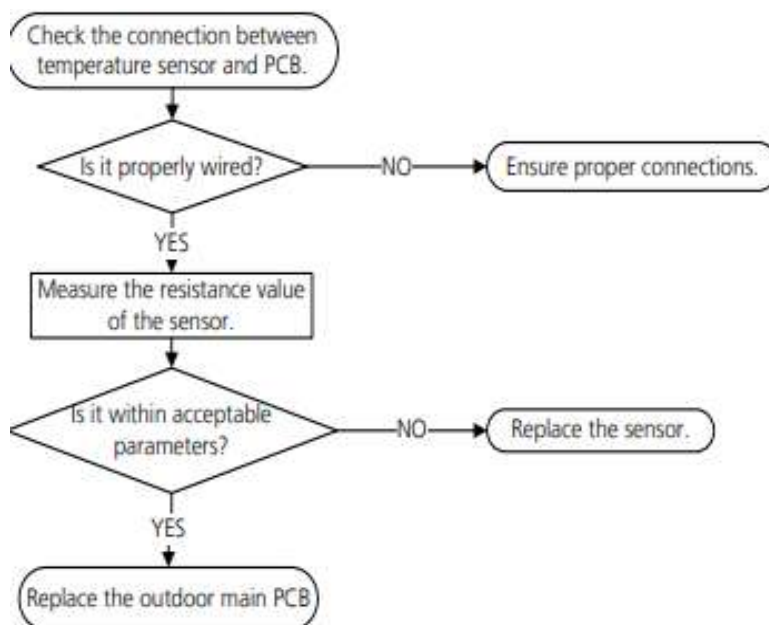 Check the connection between
temperature sensor and PCB.
Is it properly wired?
NO
Ensure proper connections.
YES
Measure the resistance value
of the sensor.
Is it within acceptable
parameters?
NO
Replace the sensor.
YES
Replace the outdoor main PCB